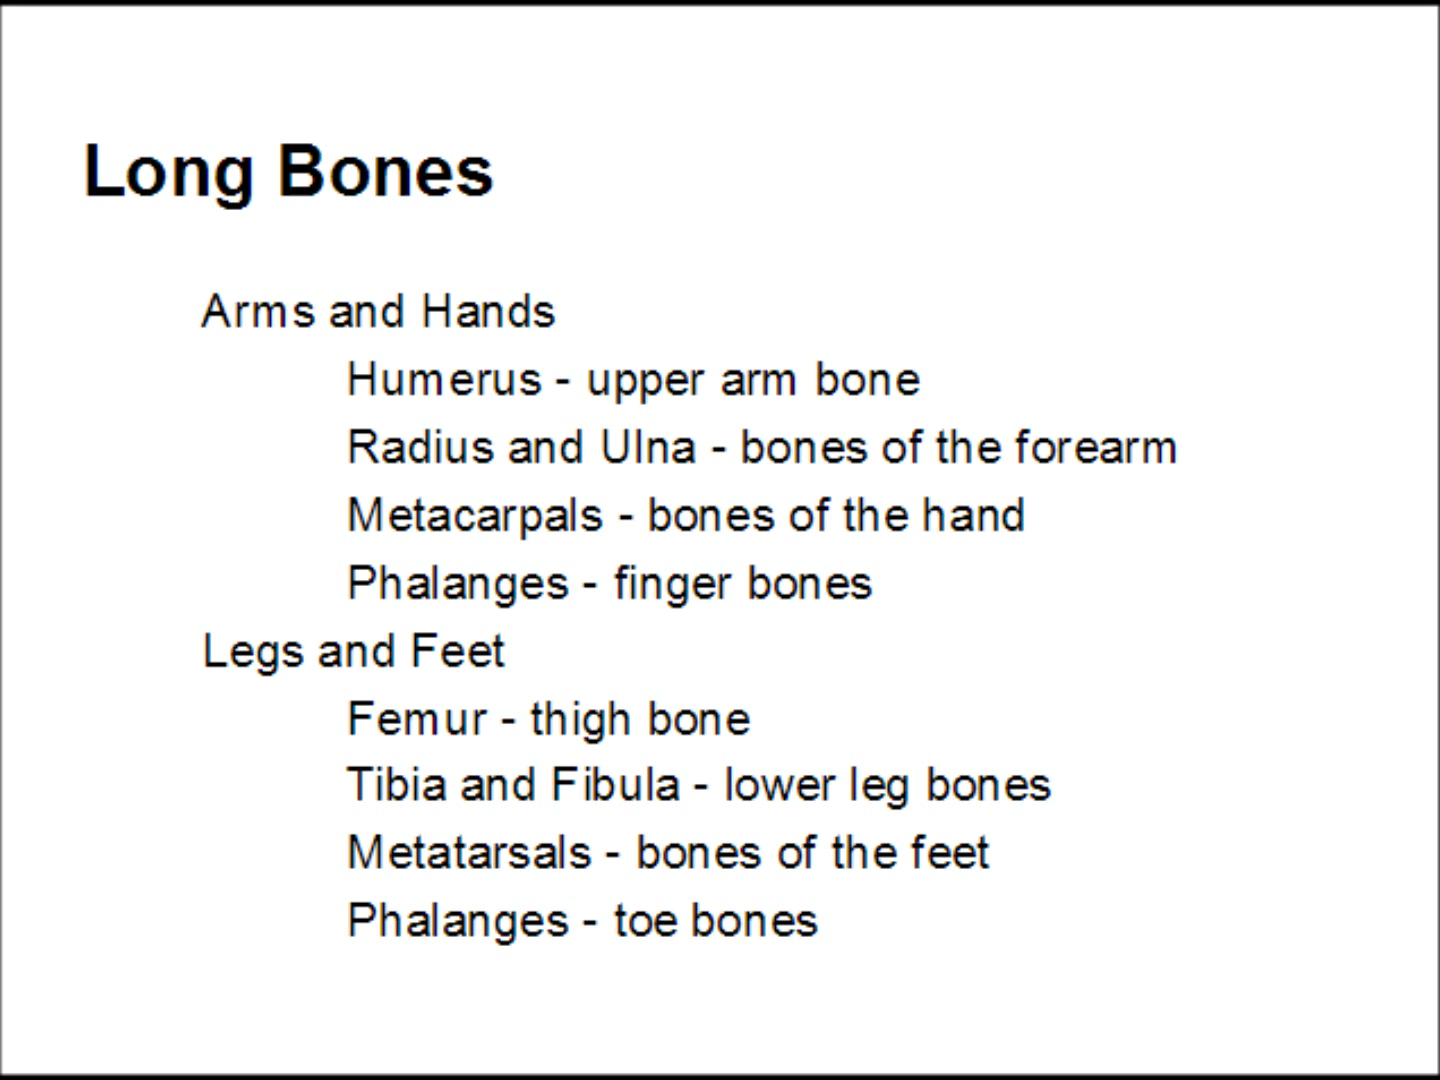 Long Bones
Arms and Hands
Humerus - upper arm bone
Radius and Ulna - bones of the forearm
Metacarpals - bones of the hand
Phalanges - finger bones
Legs and Feet
Femur - thigh bone
Tibia and Fibula - lower leg bones
Metatarsals - bones of the feet
Phalanges - toe bones